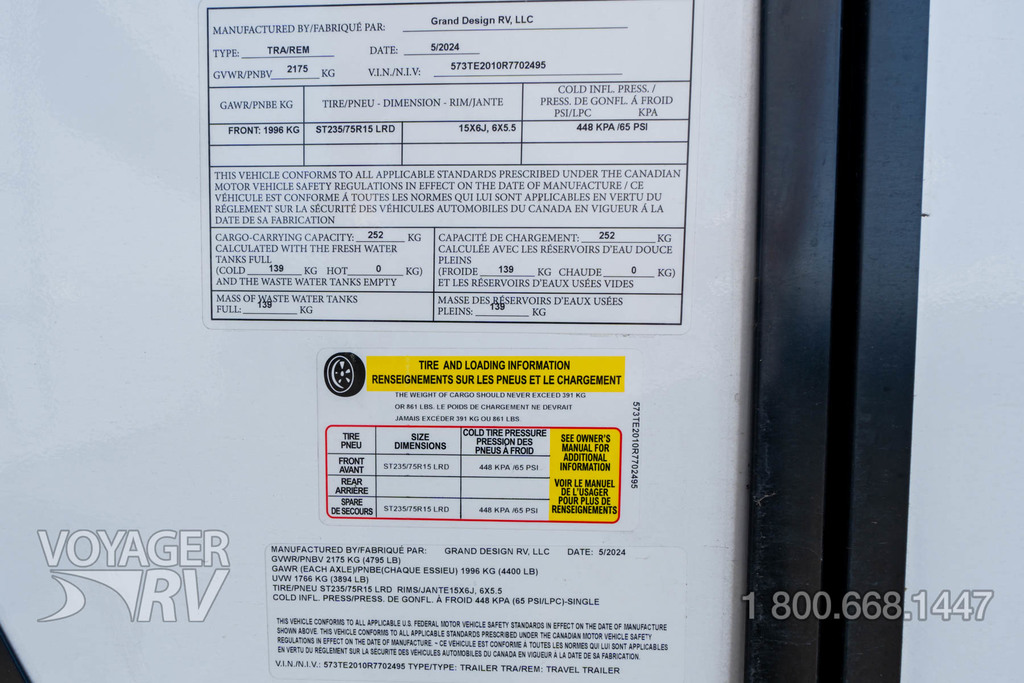 MANUFACTURED BY/FABRIQUÉ PAR: Grand Design RV, LLC
TYPE: TRA/REM DATE: 5/2024
GVWR/PNBV 2175 KG V.I.N./N.I.V: 573TE2010R7702495
GAWR/PNBE KG TIRE/PNEU - DIMENSION - RIM/JANTE COLD INFL. PRESS. /
PRESS. DE GONFL. Á FROID
PSI/LPC KPA
FRONT: 1996 KG ST235/75R15 LRD 15X6J, 6X5.5 448 KPA /65 PSI
THIS VEHICLE CONFORMS TO ALL APPLICABLE STANDARDS PRESCRIBED UNDER THE CANADIAN
MOTOR VEHICLE SAFETY REGULATIONS IN EFFECT ON THE DATE OF MANUFACTURE / CE
VÉHICULE EST CONFORME Á TOUTES LES NORMES QUI LUI SONT APPLICABLES EN VERTU DU
RÉGLEMENT SUR LA SÉCURITÉ DES VÉHICULES AUTOMOBILES DU CANADA EN VIGUEUR Á LA
DATE DE SA FABRICATION
CARGO-CARRYING CAPACITY: 252 KG
CALCULATED WITH THE FRESH WATER
TANKS FULL
(COLD 139 KG HOT 0 KG)
AND THE WASTE WATER TANKS EMPTY
CAPACITÉ DE CHARGEMENT: 252 KG
CALCULÉE AVEC LES RÉSERVOIRS D'EAU DOUCE
PLEINS
(FROIDE 139 KG CHAUDE 0 KG)
ET LES RÉSERVOIRS D'EAU USÉES VIDES
MASS OF WASTE WATER TANKS
FULL: 139 KG
MASSE DES RÉSERVOIRS D'EAUX USÉES
PLEINS: 139 KG
TIRE AND LOADING INFORMATION
RENSEIGNEMENTS SUR LES PNEUS ET LE CHARGEMENT
THE WEIGHT OF CARGO SHOULD NEVER EXCEED 391 KG
OR 861 LBS. LE POIDS DE CHARGEMENT NE DEVRAIT
JAMAIS EXCÉDER 391 KG OU 861 LBS.
TIRE
PNEU
SIZE
DIMENSIONS
COLD TIRE PRESSURE
PRESSION DES
PNEUS À FROID
FRONT
AVANT
ST235/75R15 LRD 448 KPA /65 PSI
REAR
ARRIÈRE
SPARE
DE SECOURS
ST235/75R15 LRD 448 KPA /65 PSI
SEE OWNER'S
MANUAL FOR
ADDITIONAL
INFORMATION
VOIR LE MANUEL
DE L'USAGER
POUR PLUS DE
RENSEIGNEMENTS
573TE2010R7702495
MANUFACTURED BY/FABRIQUÉ PAR: GRAND DESIGN RV, LLC DATE: 5/2024
GVWR/PNBV 2175 KG (4795 LB)
GAWR (EACH AXLE)/PNBE(CHAQUE ESSIEU) 1996 KG (4400 LB)
UVW 1766 KG (3894 LB)
TIRE/PNEU ST235/75R15 LRD RIMS/JANTE15X6J, 6X5.5
COLD INFL. PRESS/PRESS. DE GONFL. À FROID 448 KPA (65 PSI/LPC)-SINGLE
THIS VEHICLE CONFORMS TO ALL APPLICABLE U.S. FEDERAL MOTOR VEHICLE SAFETY STANDARDS IN EFFECT ON THE DATE OF MANUFACTURE
SHOWN ABOVE. THIS VEHICLE CONFORMS TO ALL APPLICABLE STANDARDS PRESCRIBED UNDER THE CANADIAN MOTOR VEHICLE SAFETY
REGULATIONS IN EFFECT ON THE DATE OF MANUFACTURE. - CE VÉHICULE EST CONFORME À TOUTES LES NORMES QUI LUI SONT APPLICABLES
EN VERTU DU RÈGLEMENT SUR LA SÉCURITÉ DES VÉHICULES AUTOMOBILES DU CANADA EN VIGUEUR À LA DATE DE SA FABRICATION.
V.I.N./N.I.V.: 573TE2010R7702495 TYPE/TYPE: TRAILER TRA/REM: TRAVEL TRAILER
VOYAGER
RV
1 800.668.1447